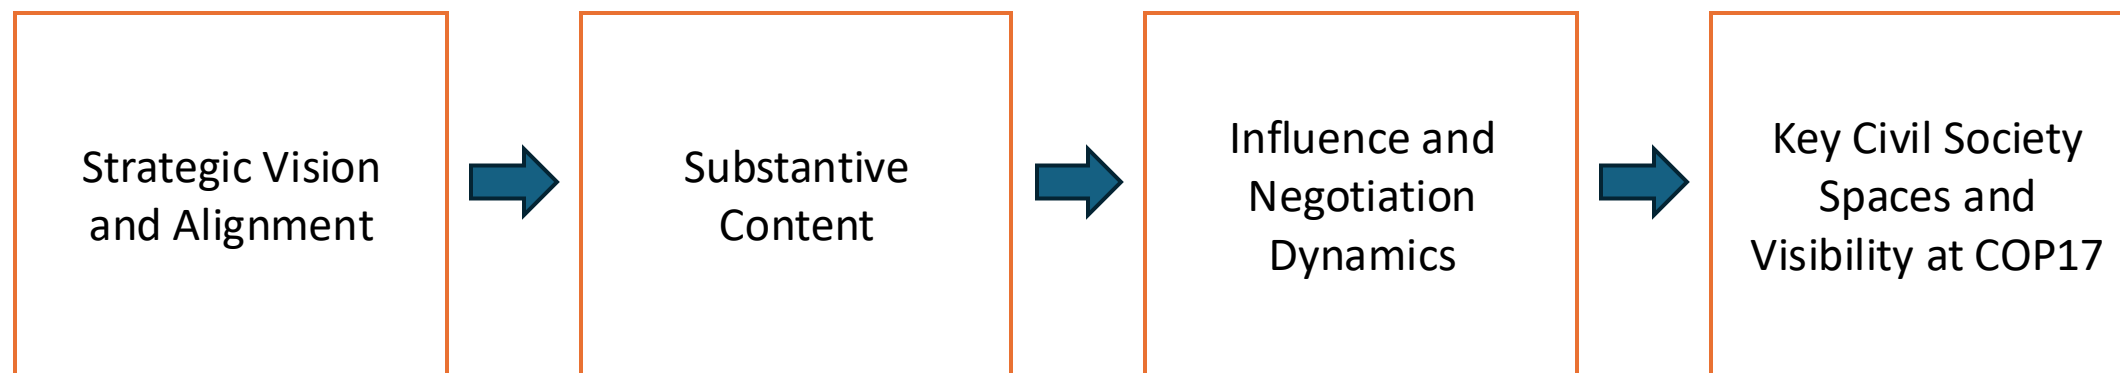 Strategic Vision
and Alignment
Substantive
Content
Influence and
Negotiation
Dynamics
Key Civil Society
Spaces and
Visibility at COP17